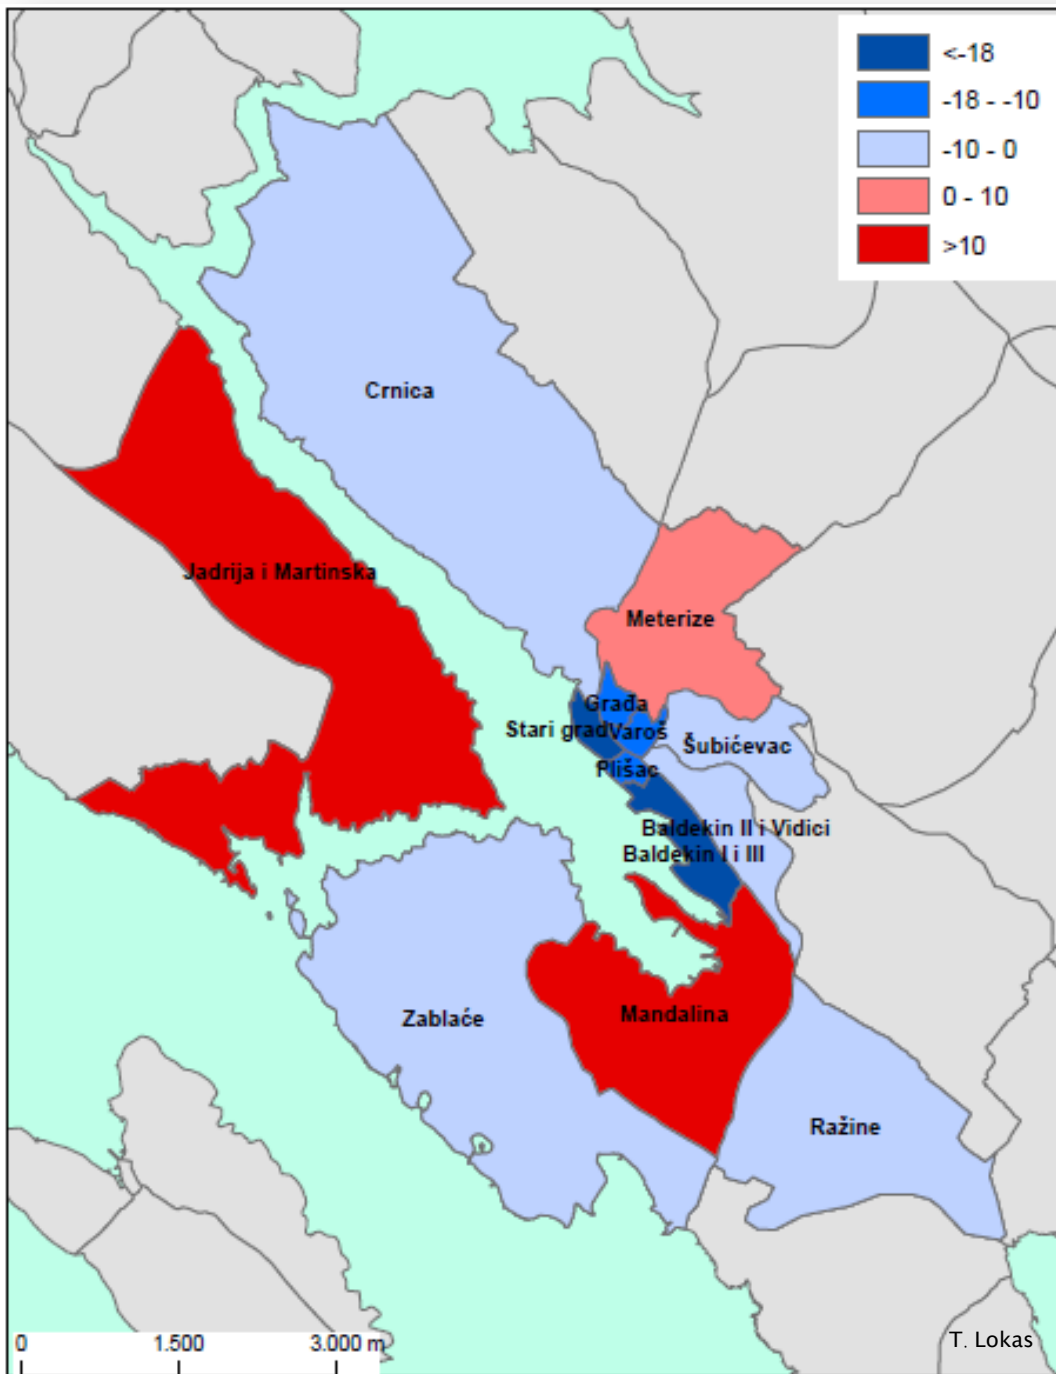 <-18
-18 - -10
-10 - 0
0 - 10
>10
Crnica
Jadrija i Martinska
Meterize
Građa
Stari grad
Varoš
Šubićevac
Plišac
Baldekin II i Vidici
Baldekin I i III
Zablaće
Mandalina
Ražine
0 1.500 3.000 m
T. Lokas